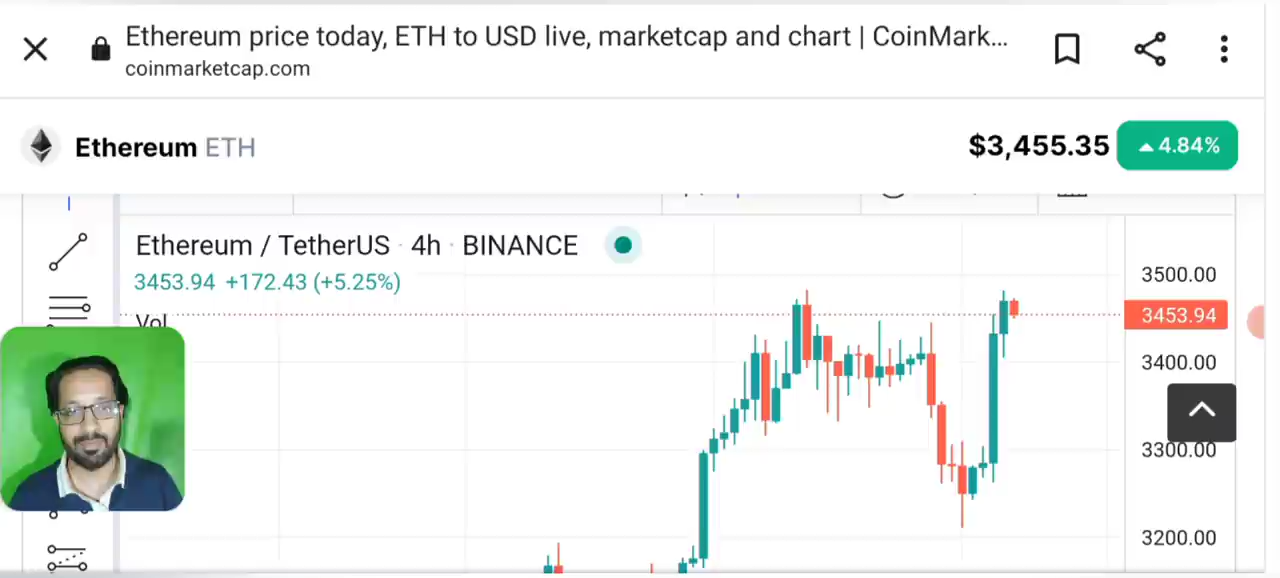 Ethereum price today, ETH to USD live, marketcap and chart | CoinMark...
coinmarketcap.com
Ethereum ETH
$3,455.35
4.84%
Ethereum / TetherUS · 4h · BINANCE
3453.94 +172.43 (+5.25%)
Vol
3500.00
3453.94
3400.00
3300.00
3200.00